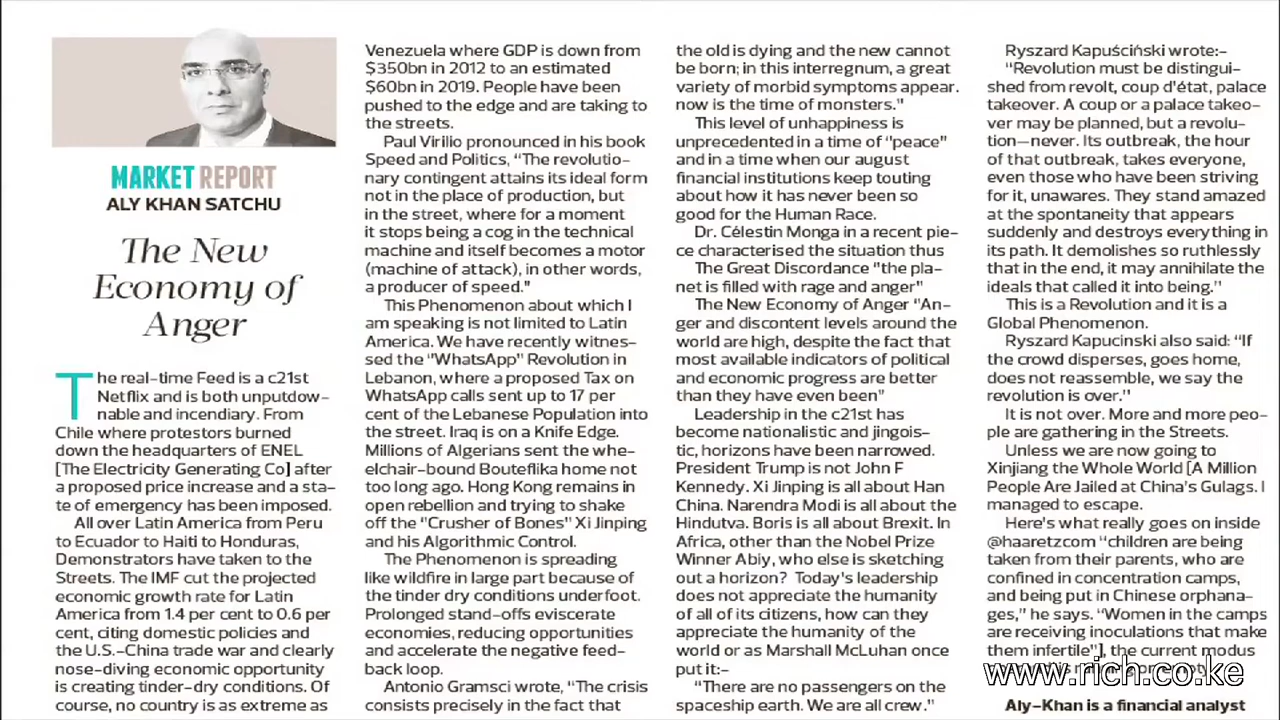 MARKET REPORT
ALY KHAN SATCHU
The New
Economy of
Anger
The real-time Feed is a c21st
Netflix and is both unputdow-
nable and incendiary. From
Chile where protestors burned
down the headquarters of ENEL
[The Electricity Generating Co] after
a proposed price increase and a sta-
te of emergency has been imposed.
All over Latin America from Peru
to Ecuador to Haiti to Honduras,
Demonstrators have taken to the
Streets. The IMF cut the projected
economic growth rate for Latin
America from 1.4 per cent to 0.6 per
cent, citing domestic policies and
the U.S.-China trade war and clearly
nose-diving economic opportunity
is creating tinder-dry conditions. Of
course, no country is as extreme as
Venezuela where GDP is down from
$350bn in 2012 to an estimated
$60bn in 2019. People have been
pushed to the edge and are taking to
the streets.
Paul Virilio pronounced in his book
Speed and Politics, “The revolutio-
nary contingent attains its ideal form
not in the place of production, but
in the street, where for a moment
it stops being a cog in the technical
machine and itself becomes a motor
(machine of attack), in other words,
a producer of speed."
This Phenomenon about which I
am speaking is not limited to Latin
America. We have recently witnes-
sed the "WhatsApp" Revolution in
Lebanon, where a proposed Tax on
WhatsApp calls sent up to 17 per
cent of the Lebanese Population into
the street. Iraq is on a Knife Edge.
Millions of Algerians sent the whe-
elchair-bound Bouteflika home not
too long ago. Hong Kong remains in
open rebellion and trying to shake
off the "Crusher of Bones" Xi Jinping
and his Algorithmic Control.
The Phenomenon is spreading
like wildfire in large part because of
the tinder dry conditions underfoot.
Prolonged stand-offs eviscerate
economies, reducing opportunities
and accelerate the negative feed-
back loop.
Antonio Gramsci wrote, “The crisis
consists precisely in the fact that
the old is dying and the new cannot
be born; in this interregnum, a great
variety of morbid symptoms appear.
now is the time of monsters."
This level of unhappiness is
unprecedented in a time of "peace"
and in a time when our august
financial institutions keep touting
about how it has never been so
good for the Human Race.
Dr. Célestin Monga in a recent pie-
ce characterised the situation thus
The Great Discordance "the pla-
net is filled with rage and anger"
The New Economy of Anger "An-
ger and discontent levels around the
world are high, despite the fact that
most available indicators of political
and economic progress are better
than they have even been"
Leadership in the c21st has
become nationalistic and jingois-
tic, horizons have been narrowed.
President Trump is not John F
Kennedy. Xi Jinping is all about Han
China. Narendra Modi is all about the
Hindutva. Boris is all about Brexit. In
Africa, other than the Nobel Prize
Winner Abiy, who else is sketching
out a horizon? Today's leadership
does not appreciate the humanity
of all of its citizens, how can they
appreciate the humanity of the
world or as Marshall McLuhan once
put it:-
“There are no passengers on the
spaceship earth. We are all crew."
Ryszard Kapuściński wrote:-
“Revolution must be distingui-
shed from revolt, coup d'état, palace
takeover. A coup or a palace takeo-
ver may be planned, but a revolu-
tion—never. Its outbreak, the hour
of that outbreak, takes everyone,
even those who have been striving
for it, unawares. They stand amazed
at the spontaneity that appears
suddenly and destroys everything in
its path. It demolishes so ruthlessly
that in the end, it may annihilate the
ideals that called it into being."
This is a Revolution and it is a
Global Phenomenon.
Ryszard Kapucinski also said: “If
the crowd disperses, goes home,
does not reassemble, we say the
revolution is over."
It is not over. More and more peo-
ple are gathering in the Streets.
Unless we are now going to
Xinjiang the Whole World [A Million
People Are Jailed at China's Gulags. I
managed to escape.
Here's what really goes on inside
@haaretzcom “children are being
taken from their parents, who are
confined in concentration camps,
and being put in Chinese orphana-
ges," he says. “Women in the camps
are receiving inoculations that make
them infertile"], the current modus
www.rich.co.ke
Aly-Khan is a financial analyst